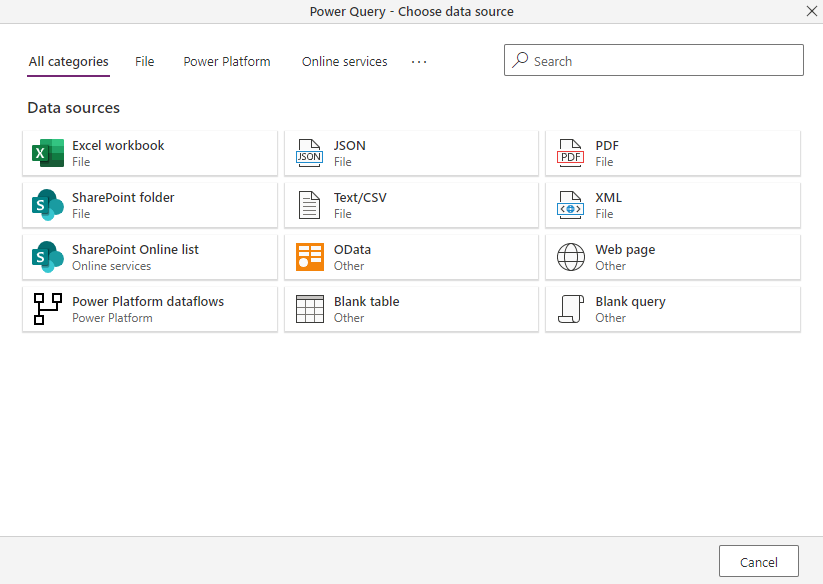 Power Query - Choose data source
All categories File Power Platform Online services ··· Search
Data sources
X Excel workbook
File
JSON JSON
File
PDF PDF
File
S SharePoint folder
File
Text/CSV
File
XML
File
S SharePoint Online list
Online services
OData
Other
Web page
Other
Power Platform dataflows
Power Platform
Blank table
Other
Blank query
Other
Cancel